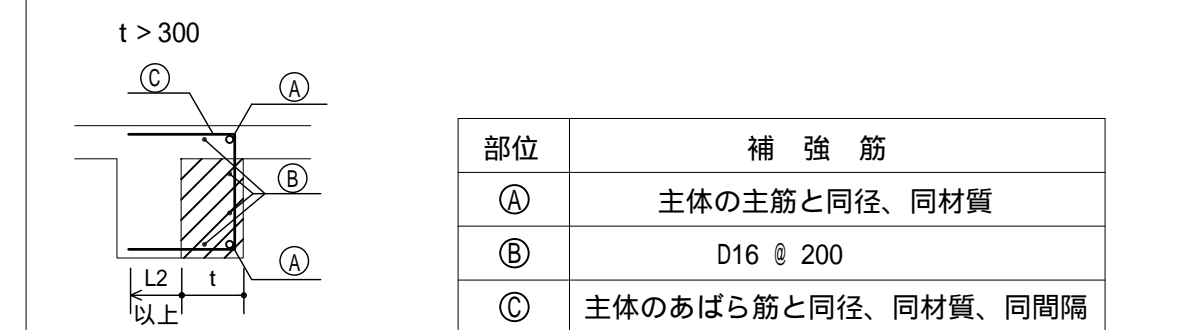 t > 300
Ⓒ
Ⓐ
Ⓑ
Ⓐ
L2
t
以上
部位
補 強 筋
Ⓐ
主体の主筋と同径、同材質
Ⓑ
D16 @ 200
Ⓒ
主体のあばら筋と同径、同材質、同間隔